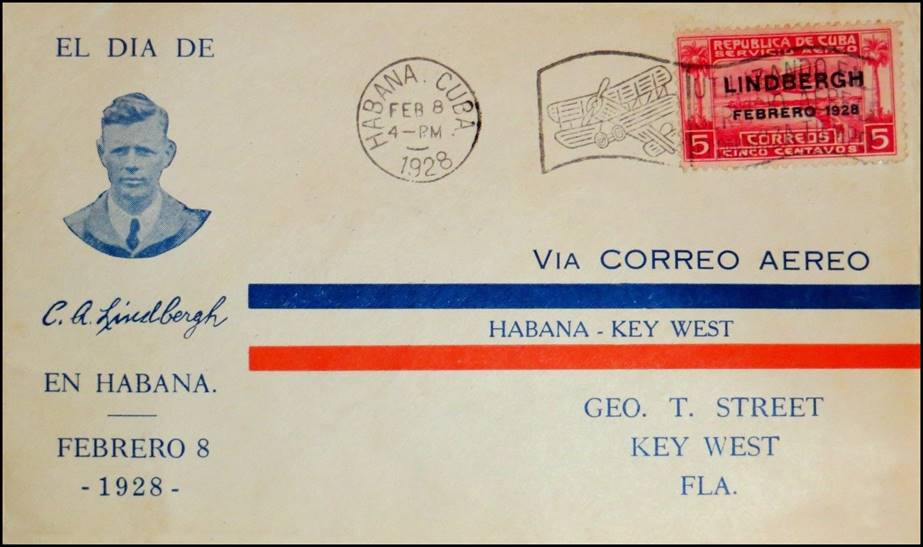 EL DIA DE
C. A. Lindbergh
EN HABANA.
FEBRERO 8
- 1928 -
HABANA. CUBA.
FEB 8
4-PM
1928
REPUBLICA DE CUBA
SERVICIO AEREO
LINDBERGH
FEBRERO 1928
5 CORREOS 5
CINCO CENTAVOS
VIA CORREO AEREO
HABANA - KEY WEST
GEO. T. STREET
KEY WEST
FLA.